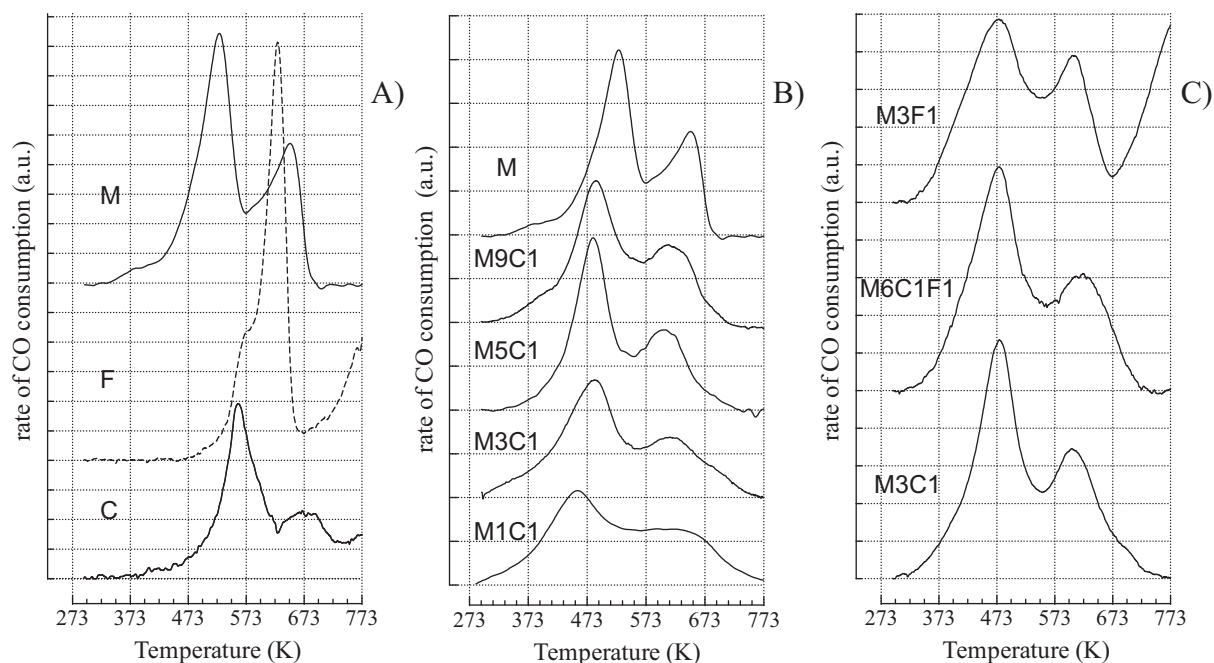 rate of CO consumption (a.u.)
A)
M
F
C
273 373 473 573 673 773
Temperature (K)
rate of CO consumption (a.u.)
B)
M
M9C1
M5C1
M3C1
M1C1
273 373 473 573 673 773
Temperature (K)
rate of CO consumption (a.u.)
C)
M3F1
M6C1F1
M3C1
273 373 473 573 673 773
Temperature (K)